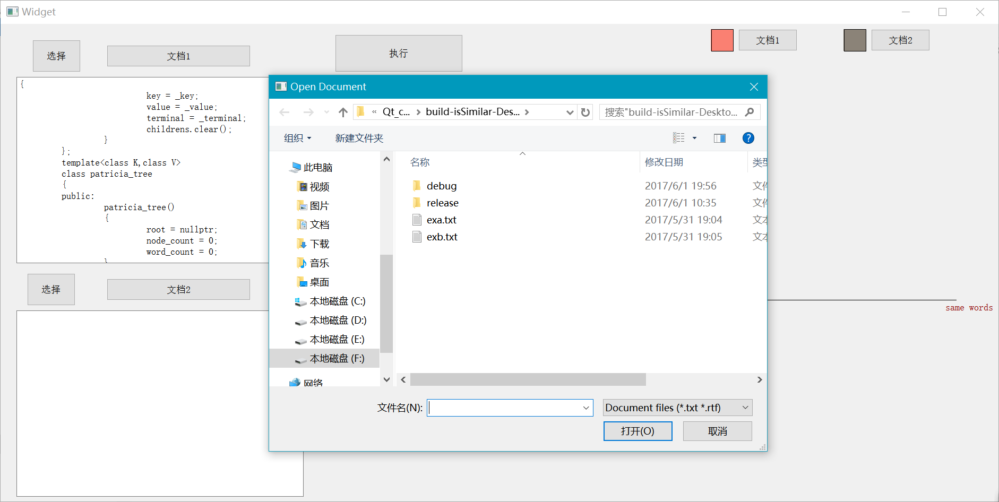 Widget
选择
文档1
执行
文档1
文档2
{
key = _key;
value = _value;
terminal = _terminal;
childrens.clear();
}
};
template<class K,class V>
class patricia_tree
{
public:
patricia_tree()
{
root = nullptr;
node_count = 0;
word_count = 0;
}
选择
文档2
same words
Open Document
« Qt_c... › build-isSimilar-Des... ›
搜索"build-isSimilar-Deskto...
组织
新建文件夹
此电脑
视频
图片
文档
下载
音乐
桌面
本地磁盘 (C:)
本地磁盘 (D:)
本地磁盘 (E:)
本地磁盘 (F:)
网络
名称 修改日期 类型
debug 2017/6/1 19:56 文件
release 2017/6/1 10:35 文件
exa.txt 2017/5/31 19:04 文本
exb.txt 2017/5/31 19:05 文本
文件名(N):
Document files (*.txt *.rtf)
打开(O)
取消